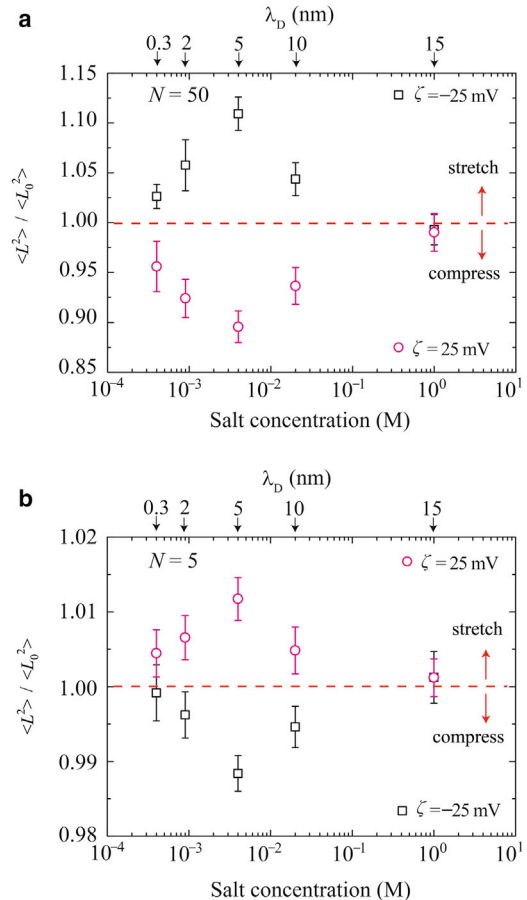 a
λD (nm)
0.3 2 5 10 15
1.15
1.10
1.05
1.00
0.95
0.90
0.85
<L²> / <L₀²>
N = 50
ζ = −25 mV
stretch
compress
ζ = 25 mV
10⁻⁴ 10⁻³ 10⁻² 10⁻¹ 10⁰ 10¹
Salt concentration (M)
b
λD (nm)
0.3 2 5 10 15
1.02
1.01
1.00
0.99
0.98
<L²> / <L₀²>
N = 5
ζ = 25 mV
stretch
compress
ζ = −25 mV
10⁻⁴ 10⁻³ 10⁻² 10⁻¹ 10⁰ 10¹
Salt concentration (M)